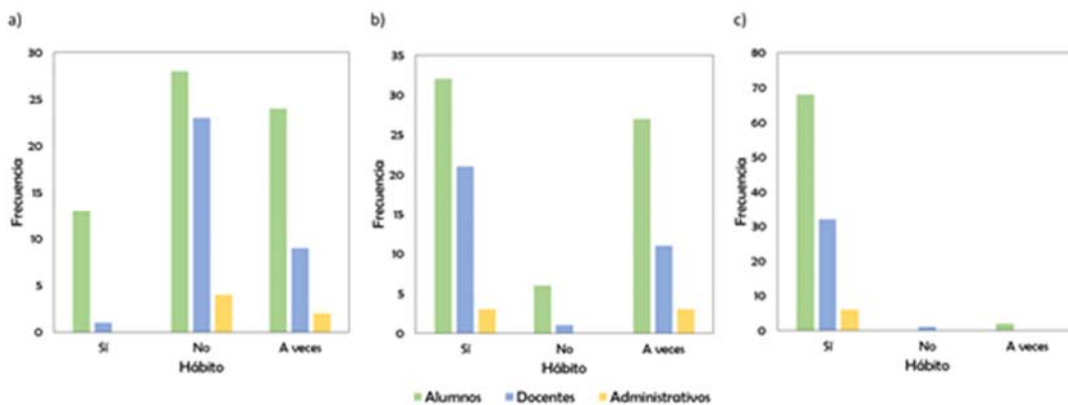 a)
Frecuencia
30
25
20
15
10
5
0
Sí
No
A veces
Hábito
b)
Frecuencia
35
30
25
20
15
10
5
0
Sí
No
A veces
Hábito
c)
Frecuencia
80
70
60
50
40
30
20
10
0
Sí
No
A veces
Hábito
Alumnos Docentes Administrativos